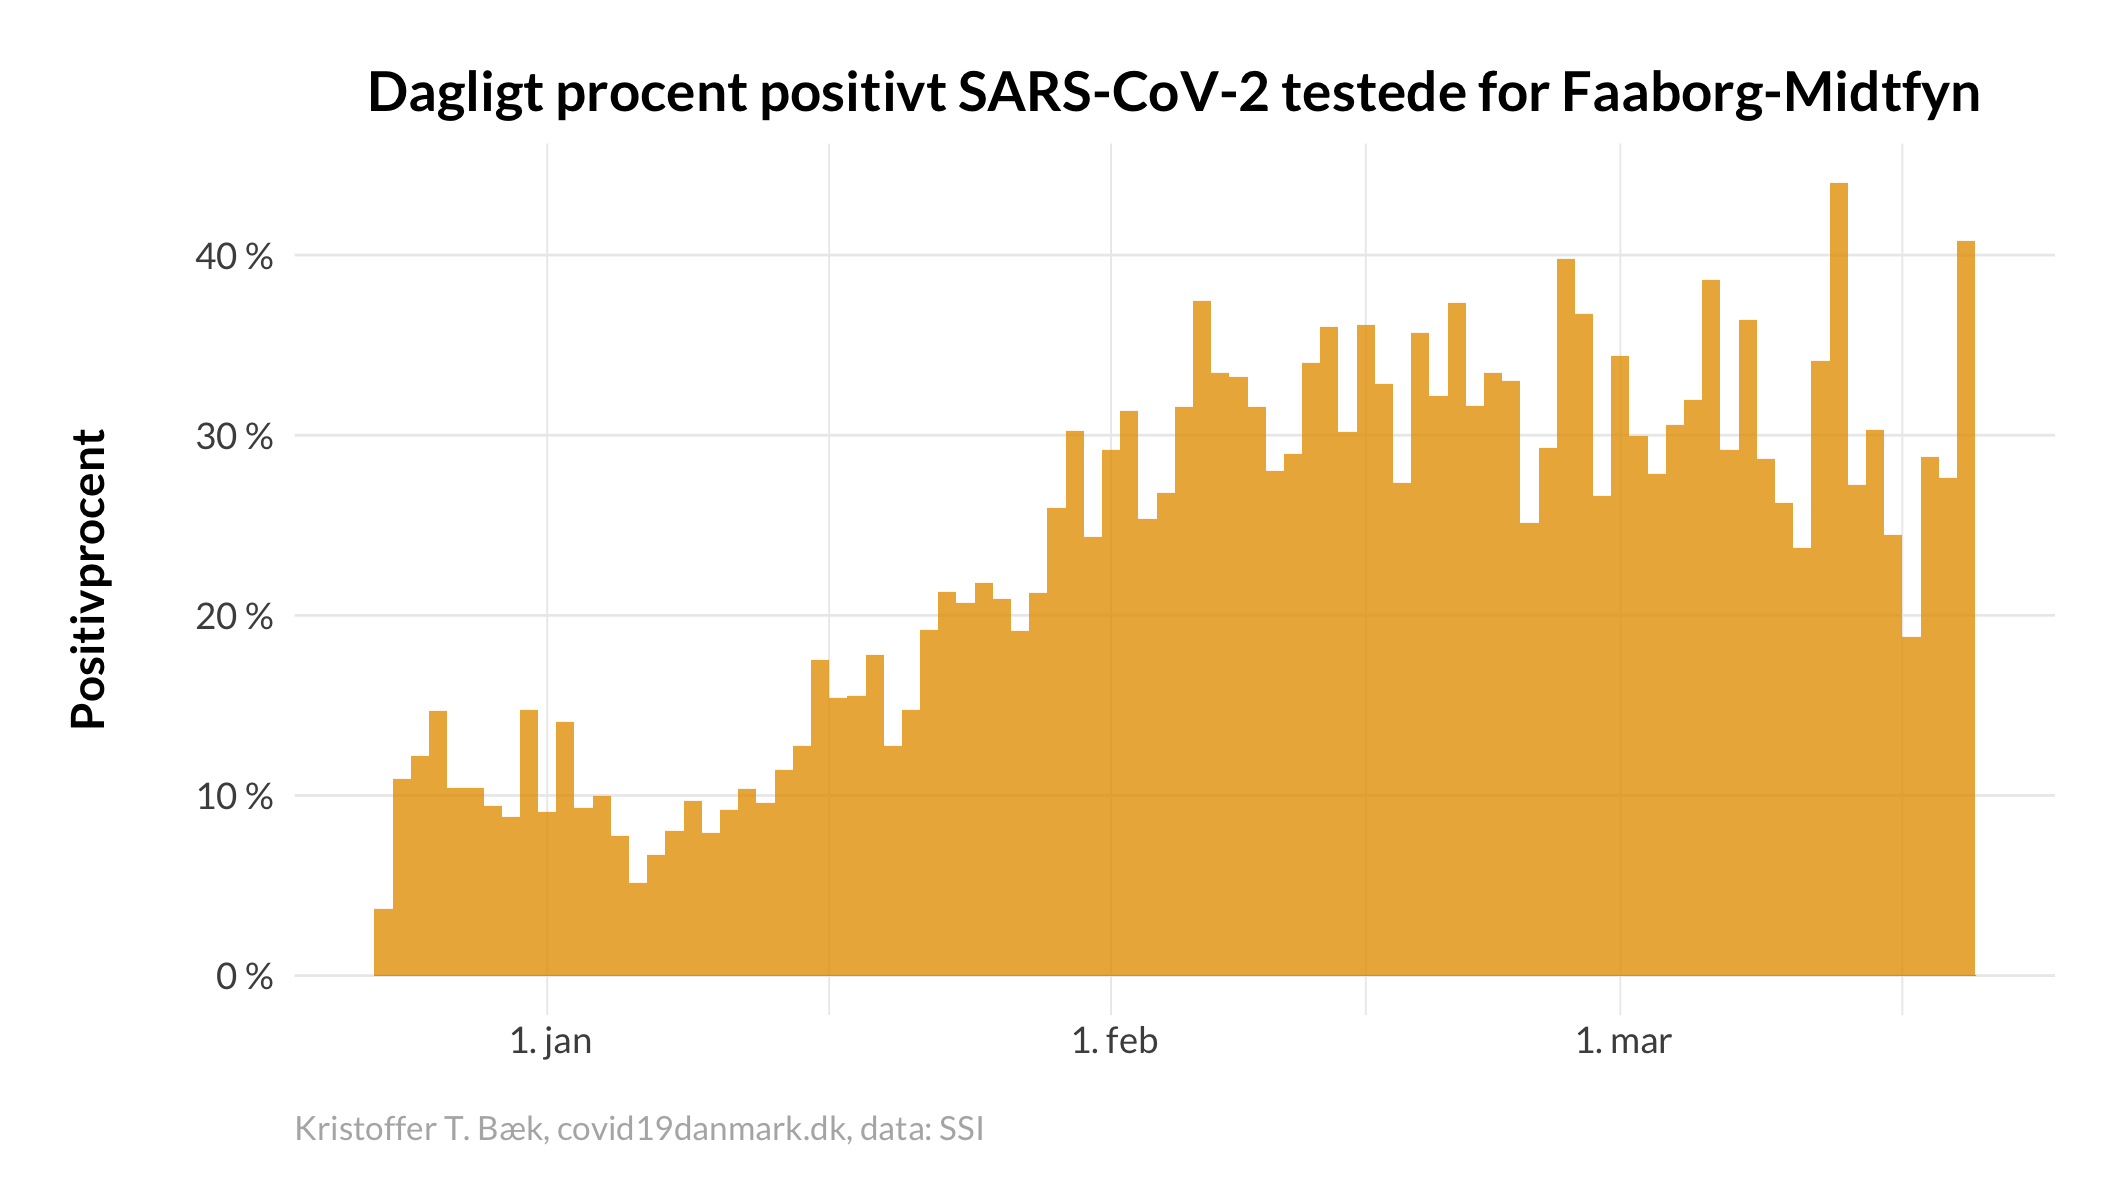 Dagligt procent positivt SARS-CoV-2 testede for Faaborg-Midtfyn
Positivprocent
40 %
30 %
20 %
10 %
0 %
1. jan
1. feb
1. mar
Kristoffer T. Bæk, covid19danmark.dk, data: SSI